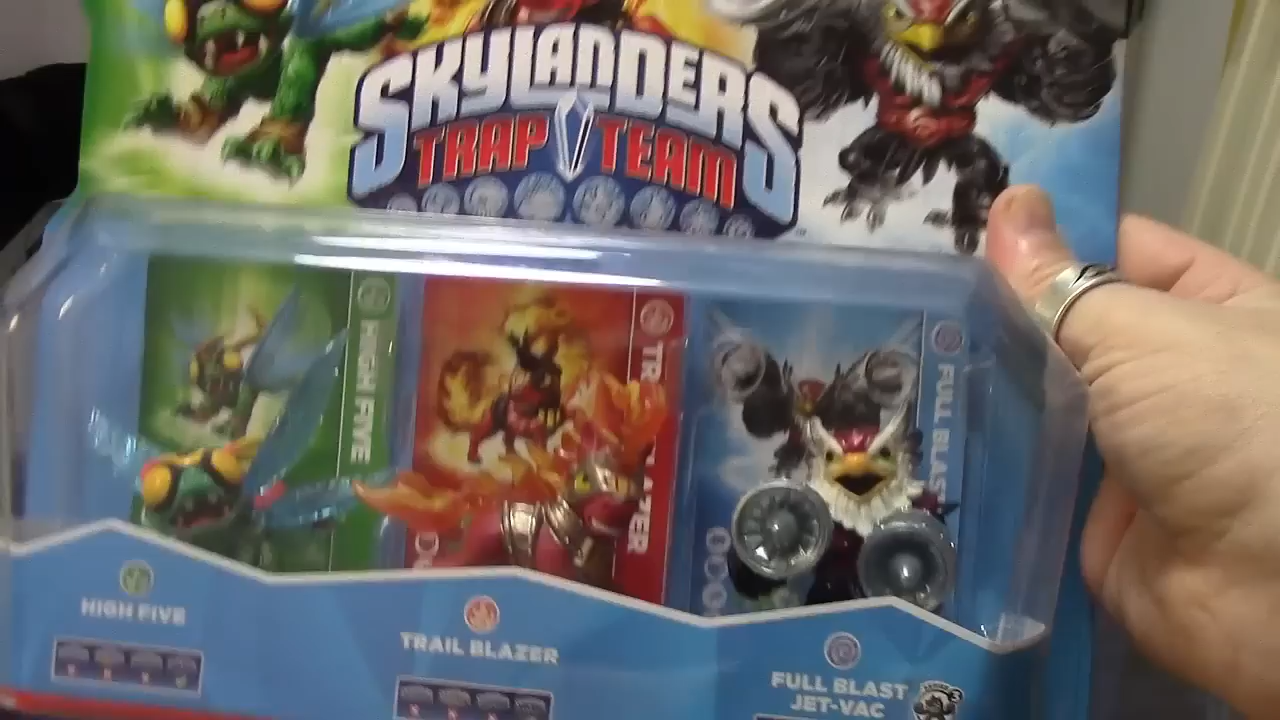 SKYLANDERS
TRAP TEAM
HIGH FIVE
FULL BLAST
HIGH FIVE
TRAIL BLAZER
FULL BLAST
JET-VAC